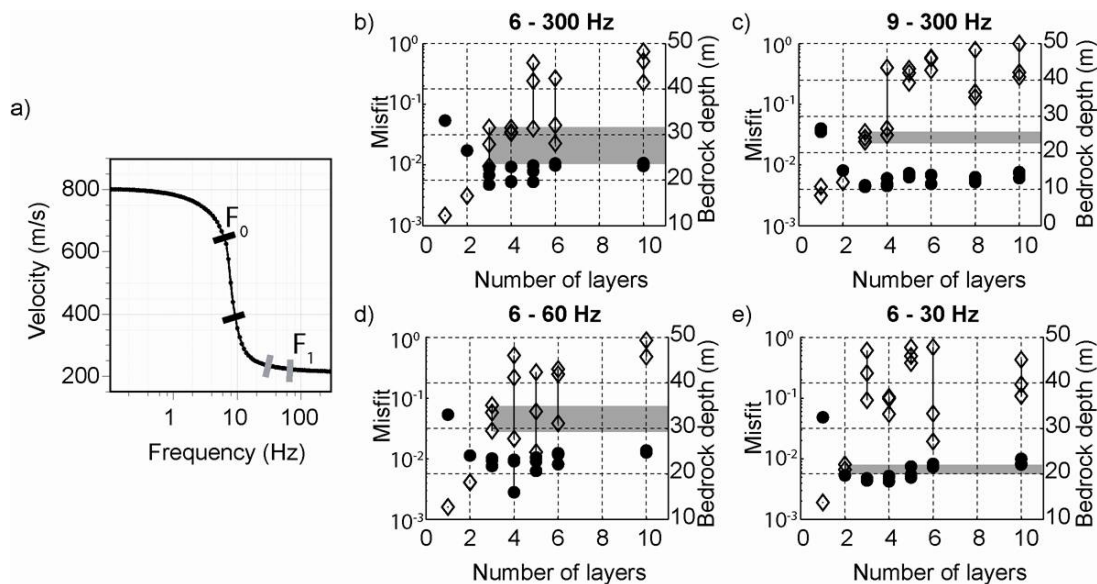 a)
Velocity (m/s)
800
600
400
200
F0
F1
1
10
100
Frequency (Hz)
b)
6 - 300 Hz
Misfit
10^0
10^-1
10^-2
10^-3
Bedrock depth (m)
50
40
30
20
10
0 2 4 6 8 10
Number of layers
c)
9 - 300 Hz
Misfit
10^0
10^-1
10^-2
10^-3
Bedrock depth (m)
50
40
30
20
10
0
0 2 4 6 8 10
Number of layers
d)
6 - 60 Hz
Misfit
10^0
10^-1
10^-2
10^-3
Bedrock depth (m)
50
40
30
20
10
0 2 4 6 8 10
Number of layers
e)
6 - 30 Hz
Misfit
10^0
10^-1
10^-2
10^-3
Bedrock depth (m)
50
40
30
20
10
0 2 4 6 8 10
Number of layers